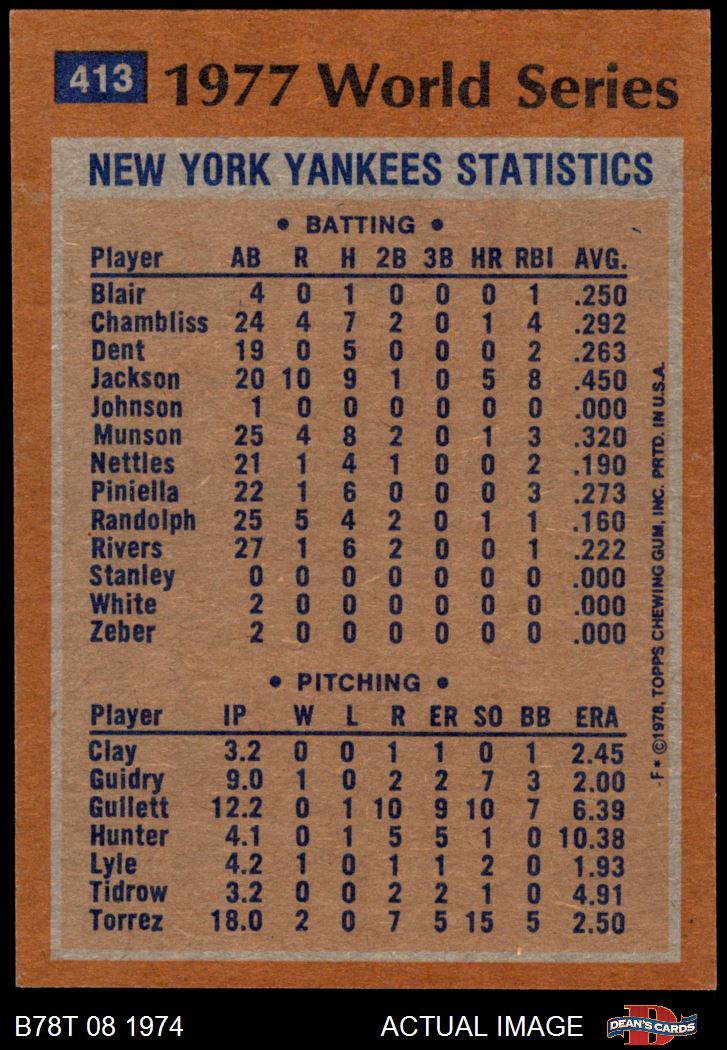 413 1977 World Series
NEW YORK YANKEES STATISTICS
• BATTING •
Player AB R H 2B 3B HR RBI AVG.
Blair 4 0 1 0 0 0 1 .250
Chambliss 24 4 7 2 0 1 4 .292
Dent 19 0 5 0 0 0 2 .263
Jackson 20 10 9 1 0 5 8 .450
Johnson 1 0 0 0 0 0 0 .000
Munson 25 4 8 2 0 1 3 .320
Nettles 21 1 4 1 0 0 2 .190
Piniella 22 1 6 0 0 0 3 .273
Randolph 25 5 4 2 0 1 1 .160
Rivers 27 1 6 2 0 0 1 .222
Stanley 0 0 0 0 0 0 0 .000
White 2 0 0 0 0 0 0 .000
Zeber 2 0 0 0 0 0 0 .000
• PITCHING •
Player IP W L R ER SO BB ERA
Clay 3.2 0 0 1 1 0 1 2.45
Guidry 9.0 1 0 2 2 7 3 2.00
Gullett 12.2 0 1 10 9 10 7 6.39
Hunter 4.1 0 1 5 5 1 0 10.38
Lyle 4.2 1 0 1 1 2 0 1.93
Tidrow 3.2 0 0 2 2 1 0 4.91
Torrez 18.0 2 0 7 5 15 5 2.50
F* ©1978, TOPPS CHEWING GUM, INC. PRTD. IN U.S.A.
B78T 08 1974 ACTUAL IMAGE D DEAN'S CARDS